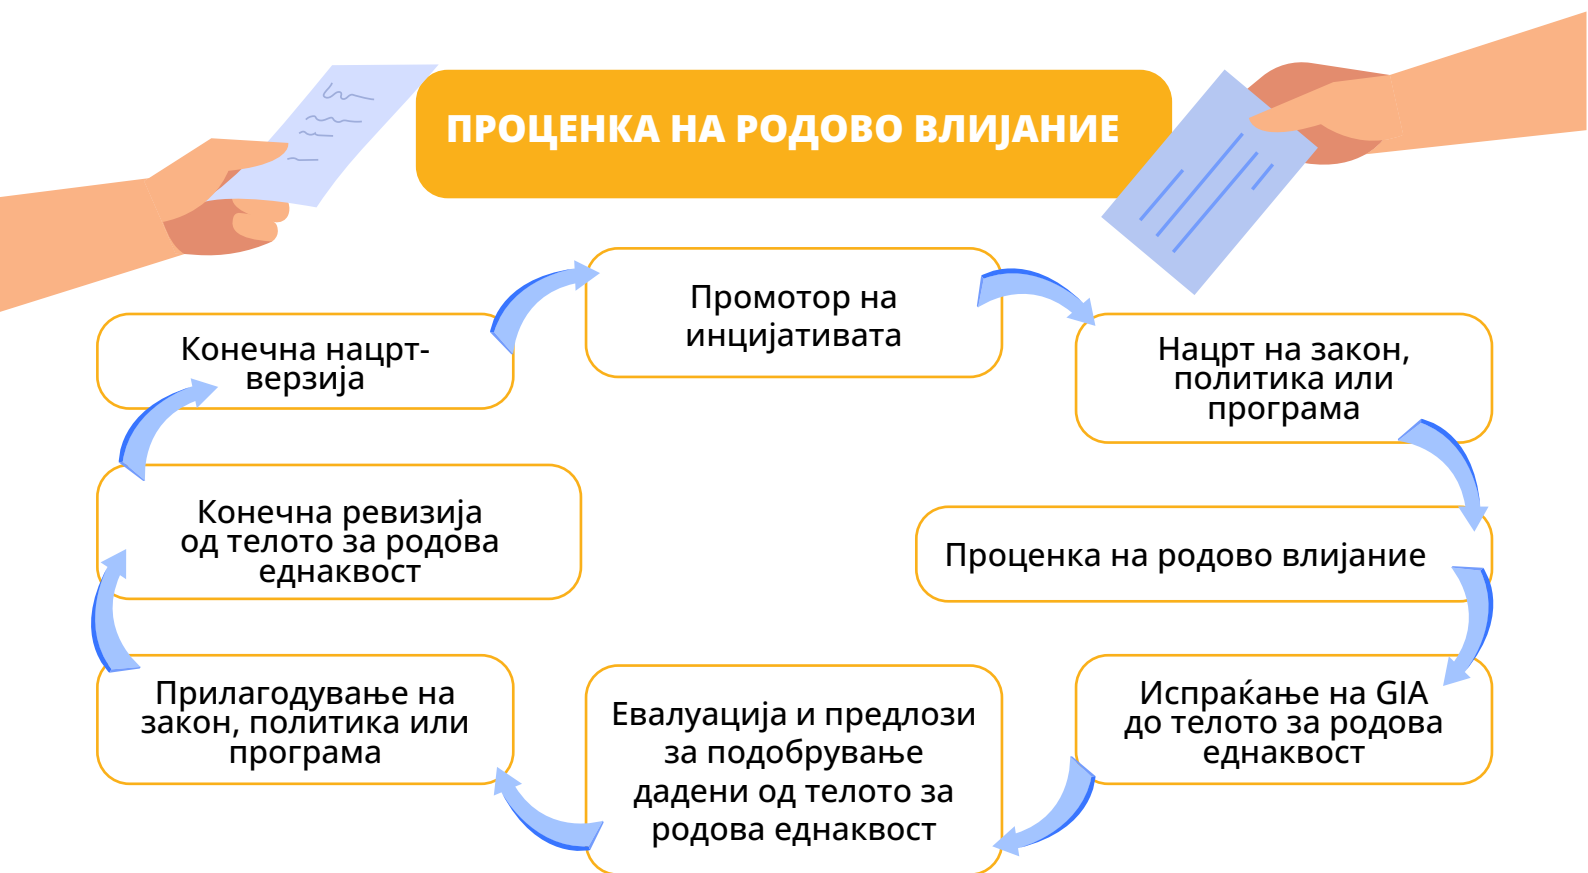 ПРОЦЕНКА НА РОДОВО ВЛИЈАНИЕ
Промотор на
инцијативата
Нацрт на закон,
политика или
програма
Проценка на родово влијание
Испраќање на GIA
до телото за родова
еднаквост
Евалуација и предлози
за подобрување
дадени од телото за
родова еднаквост
Прилагодување на
закон, политика или
програма
Конечна ревизија
од телото за родова
еднаквост
Конечна нацрт-
верзија